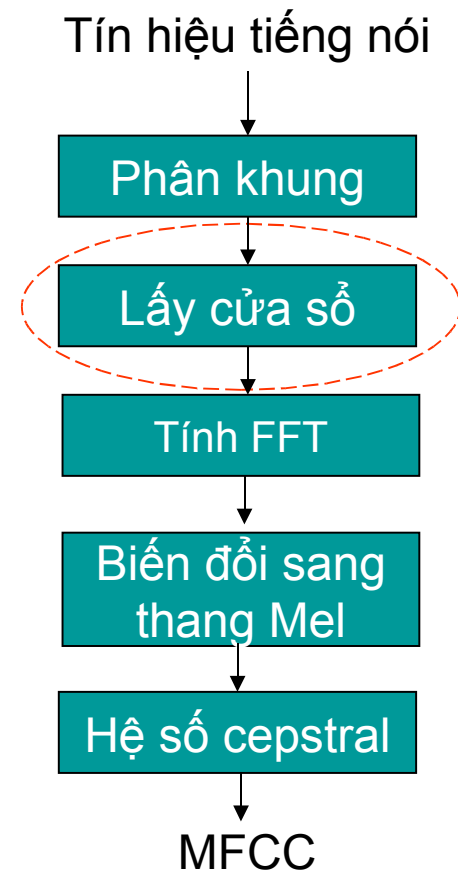 Tín hiệu tiếng nói
Phân khung
Lấy cửa sổ
Tính FFT
Biến đổi sang
thang Mel
Hệ số cepstral
MFCC